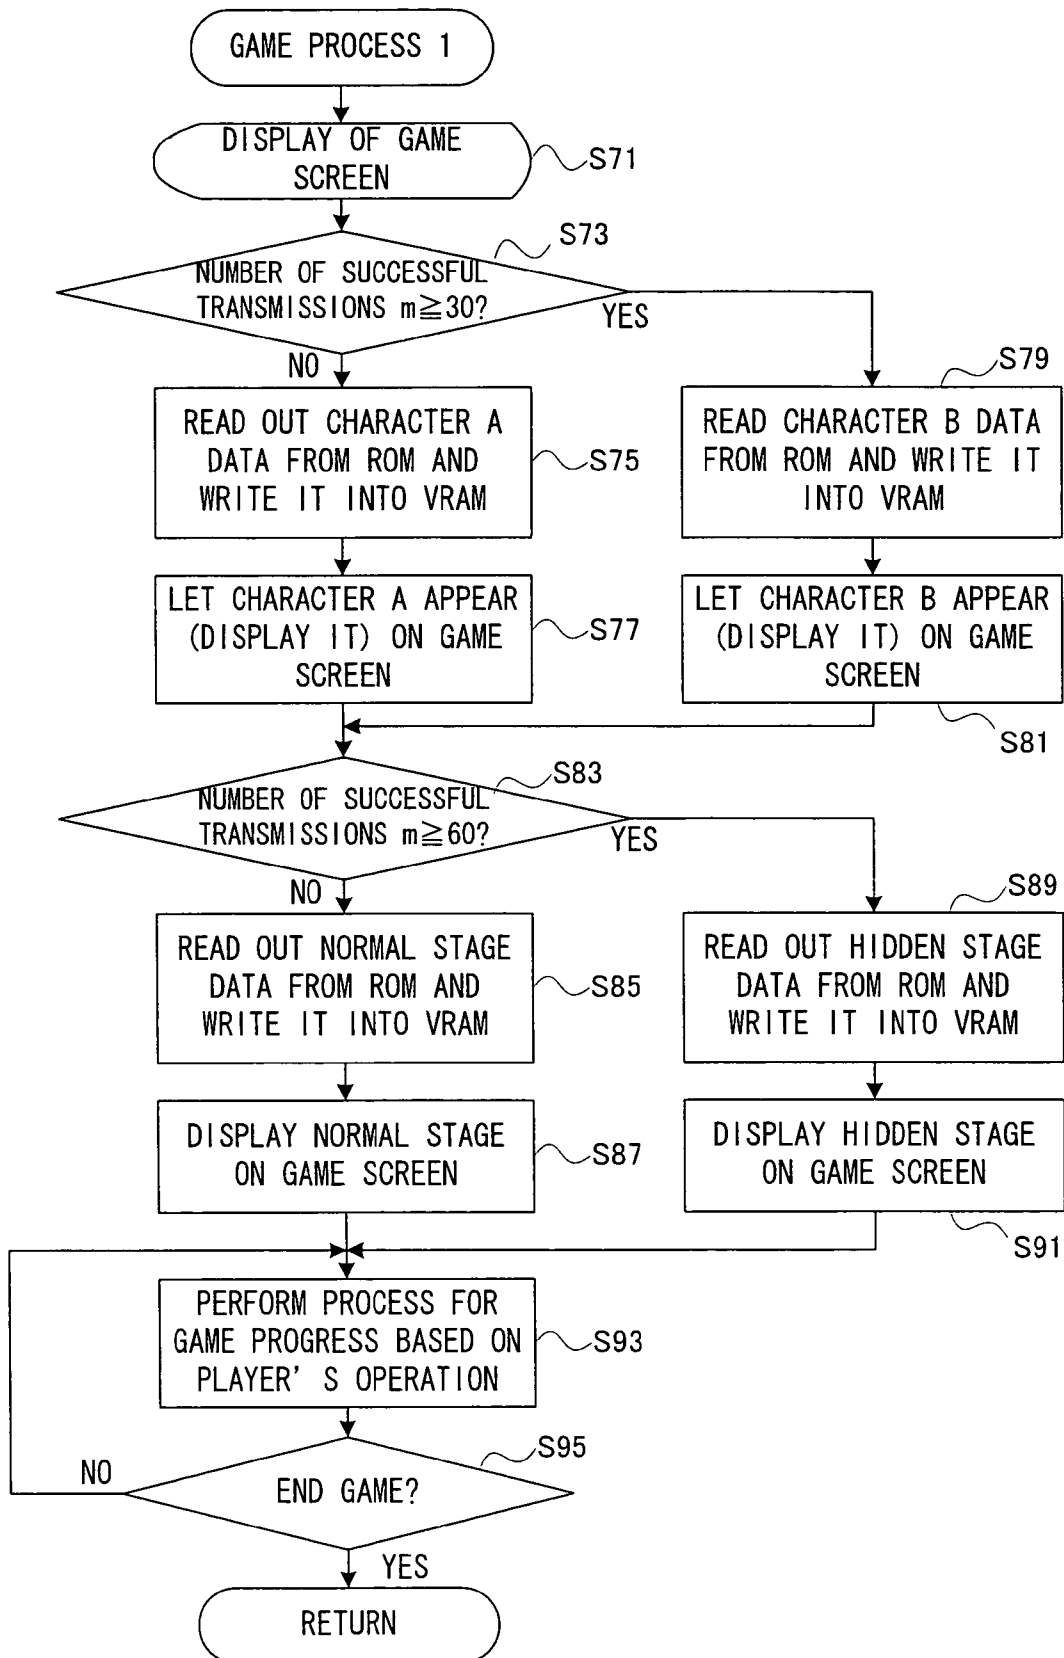 GAME PROCESS 1
DISPLAY OF GAME
SCREEN
S71
S73
NUMBER OF SUCCESSFUL
TRANSMISSIONS m≧30?
YES
NO
S79
READ OUT CHARACTER A
DATA FROM ROM AND
WRITE IT INTO VRAM
S75
READ CHARACTER B DATA
FROM ROM AND WRITE IT
INTO VRAM
LET CHARACTER A APPEAR
(DISPLAY IT) ON GAME
SCREEN
S77
LET CHARACTER B APPEAR
(DISPLAY IT) ON GAME
SCREEN
S81
S83
NUMBER OF SUCCESSFUL
TRANSMISSIONS m≧60?
YES
NO
S89
READ OUT NORMAL STAGE
DATA FROM ROM AND
WRITE IT INTO VRAM
S85
READ OUT HIDDEN STAGE
DATA FROM ROM AND
WRITE IT INTO VRAM
DISPLAY NORMAL STAGE
ON GAME SCREEN
S87
DISPLAY HIDDEN STAGE
ON GAME SCREEN
S91
PERFORM PROCESS FOR
GAME PROGRESS BASED ON
PLAYER' S OPERATION
S93
S95
NO
END GAME?
YES
RETURN